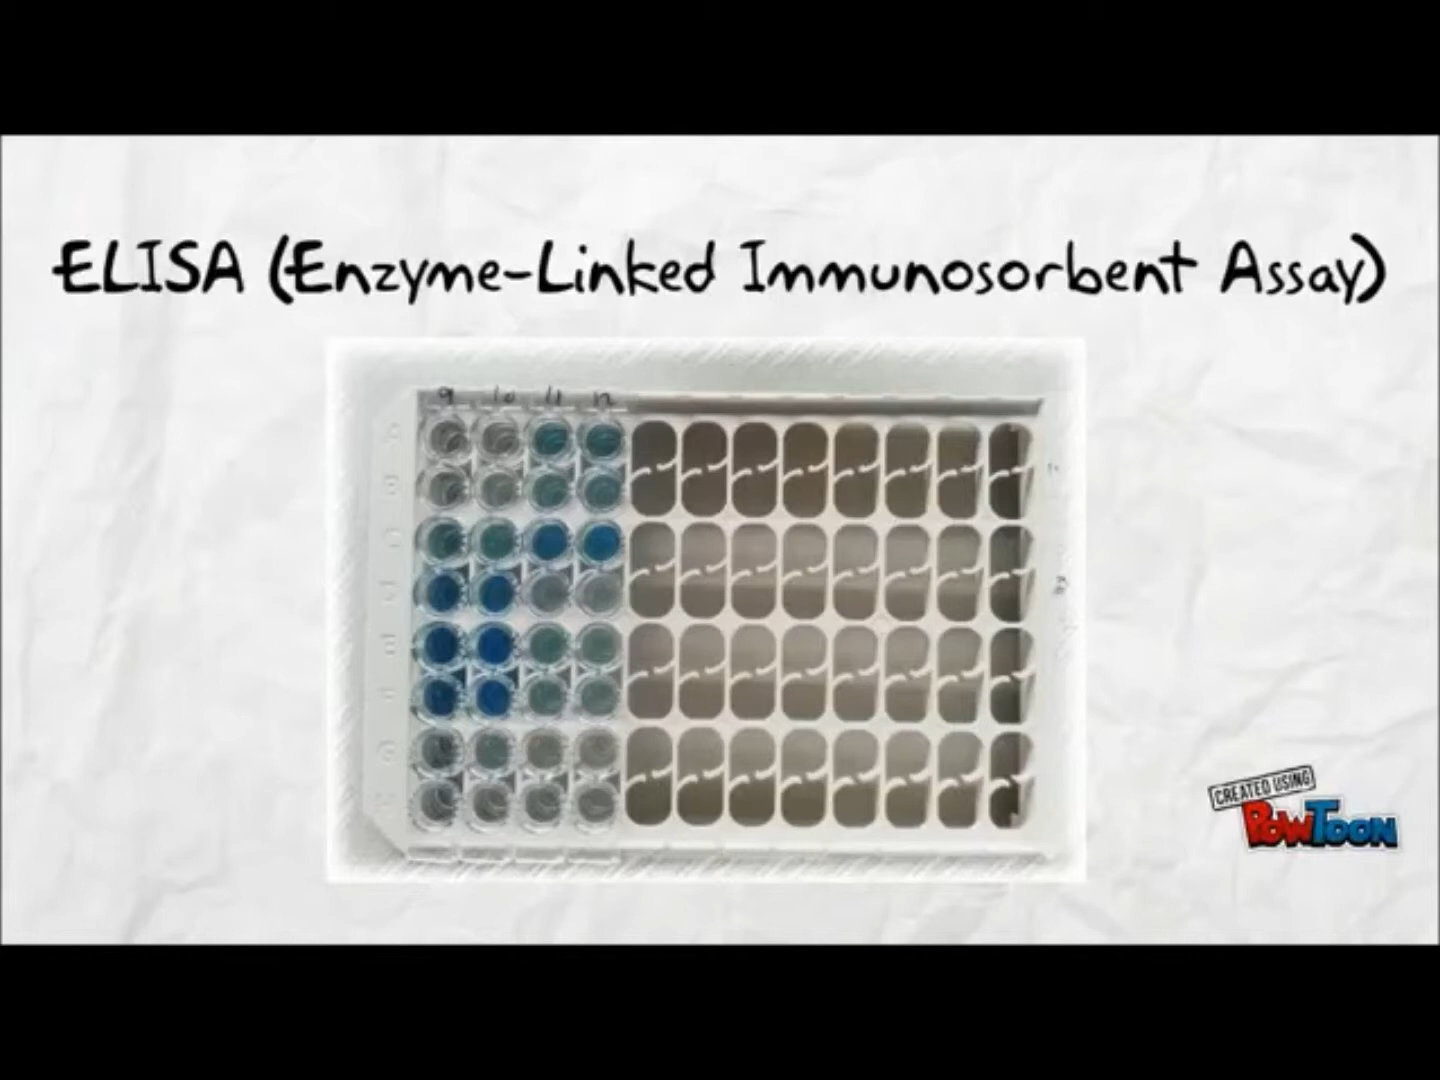 ELISA (Enzyme-Linked Immunosorbent Assay)
9 10 11 12
CREATED USING
POWTOON